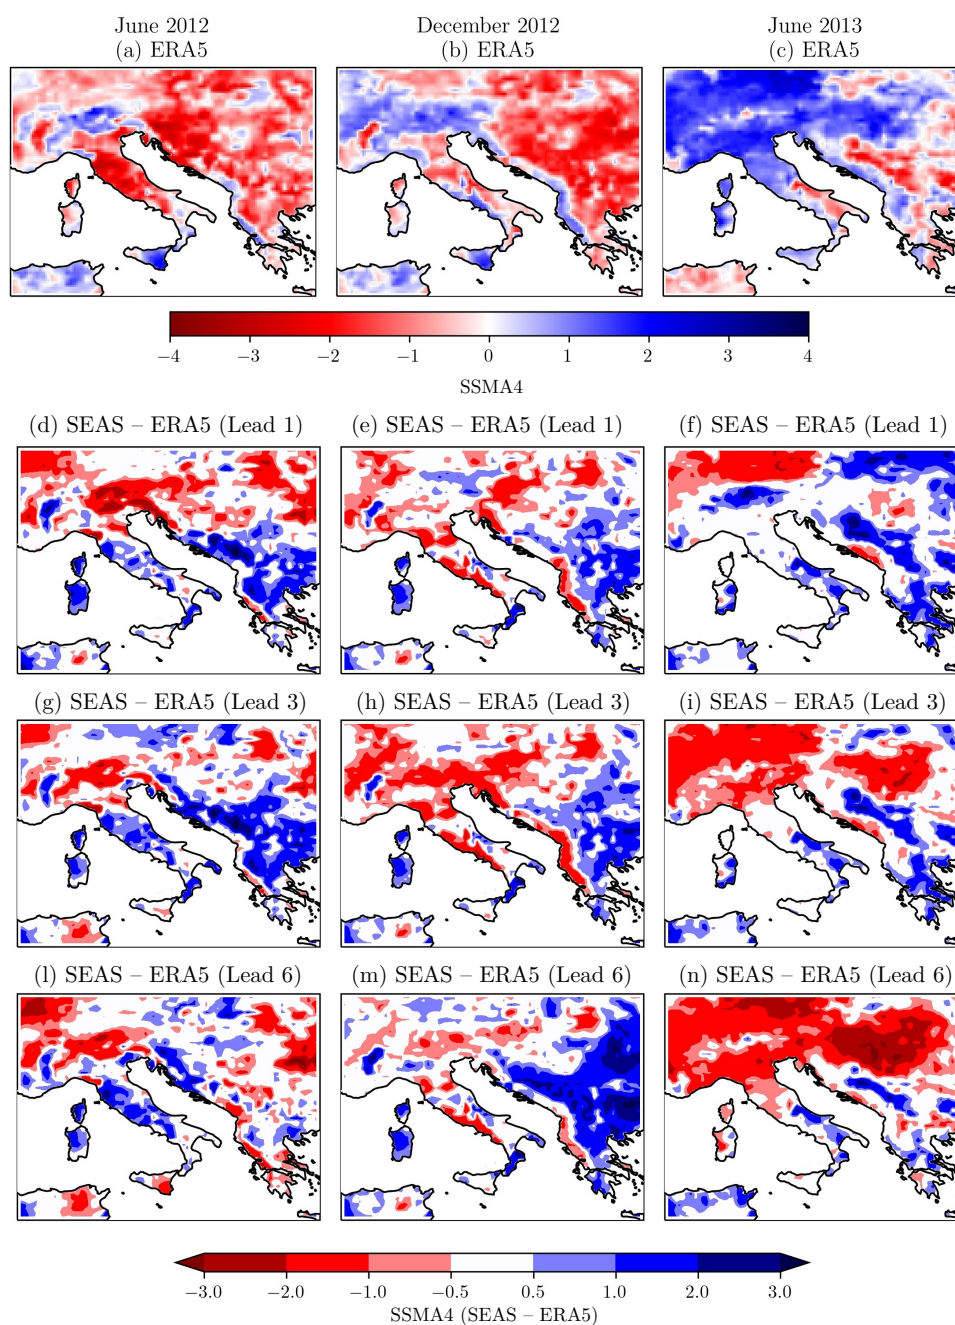 June 2012
December 2012
June 2013
(a) ERA5
(b) ERA5
(c) ERA5
−4
−3
−2
−1
0
1
2
3
4
SSMA4
(d) SEAS – ERA5 (Lead 1)
(e) SEAS – ERA5 (Lead 1)
(f) SEAS – ERA5 (Lead 1)
(g) SEAS – ERA5 (Lead 3)
(h) SEAS – ERA5 (Lead 3)
(i) SEAS – ERA5 (Lead 3)
(l) SEAS – ERA5 (Lead 6)
(m) SEAS – ERA5 (Lead 6)
(n) SEAS – ERA5 (Lead 6)
−3.0
−2.0
−1.0
−0.5
0.5
1.0
2.0
3.0
SSMA4 (SEAS – ERA5)